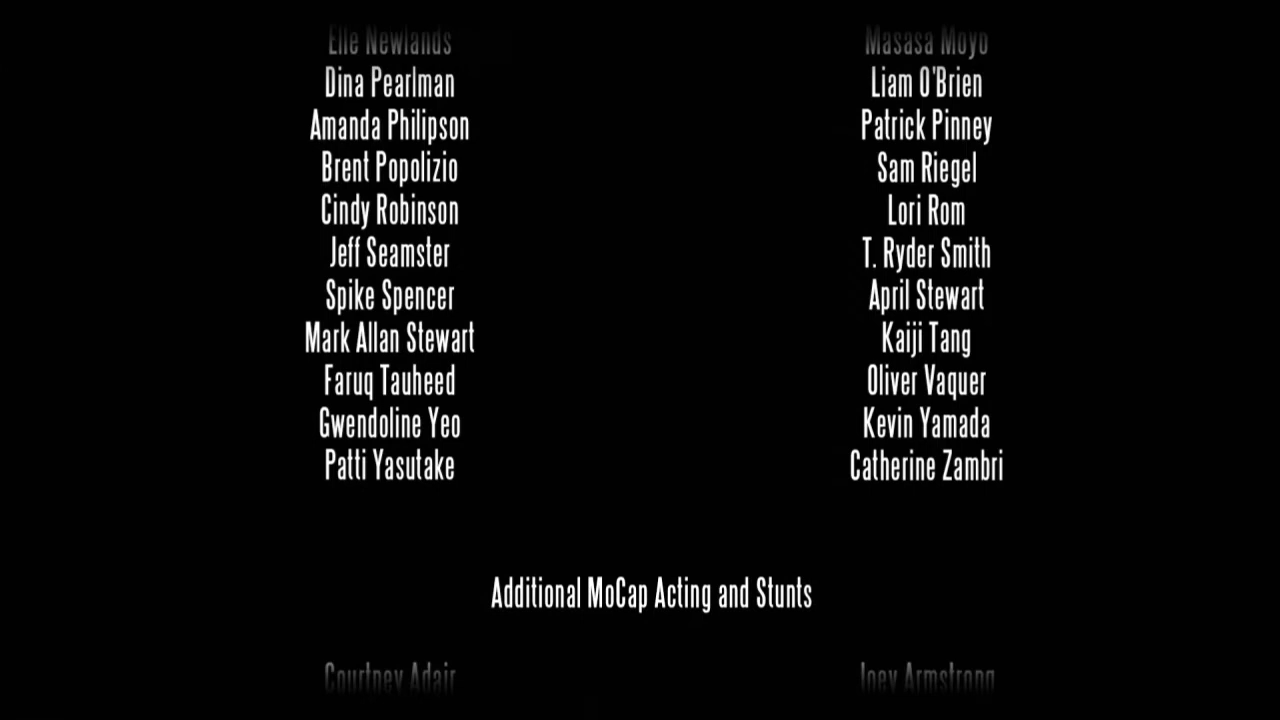 Elle Newlands Masasa Moyo
Dina Pearlman Liam O'Brien
Amanda Philipson Patrick Pinney
Brent Popolizio Sam Riegel
Cindy Robinson Lori Rom
Jeff Seamster T. Ryder Smith
Spike Spencer April Stewart
Mark Allan Stewart Kaiji Tang
Faruq Tauheed Oliver Vaquer
Gwendoline Yeo Kevin Yamada
Patti Yasutake Catherine Zambri
Additional MoCap Acting and Stunts
Courtney Adair Joey Armstrong